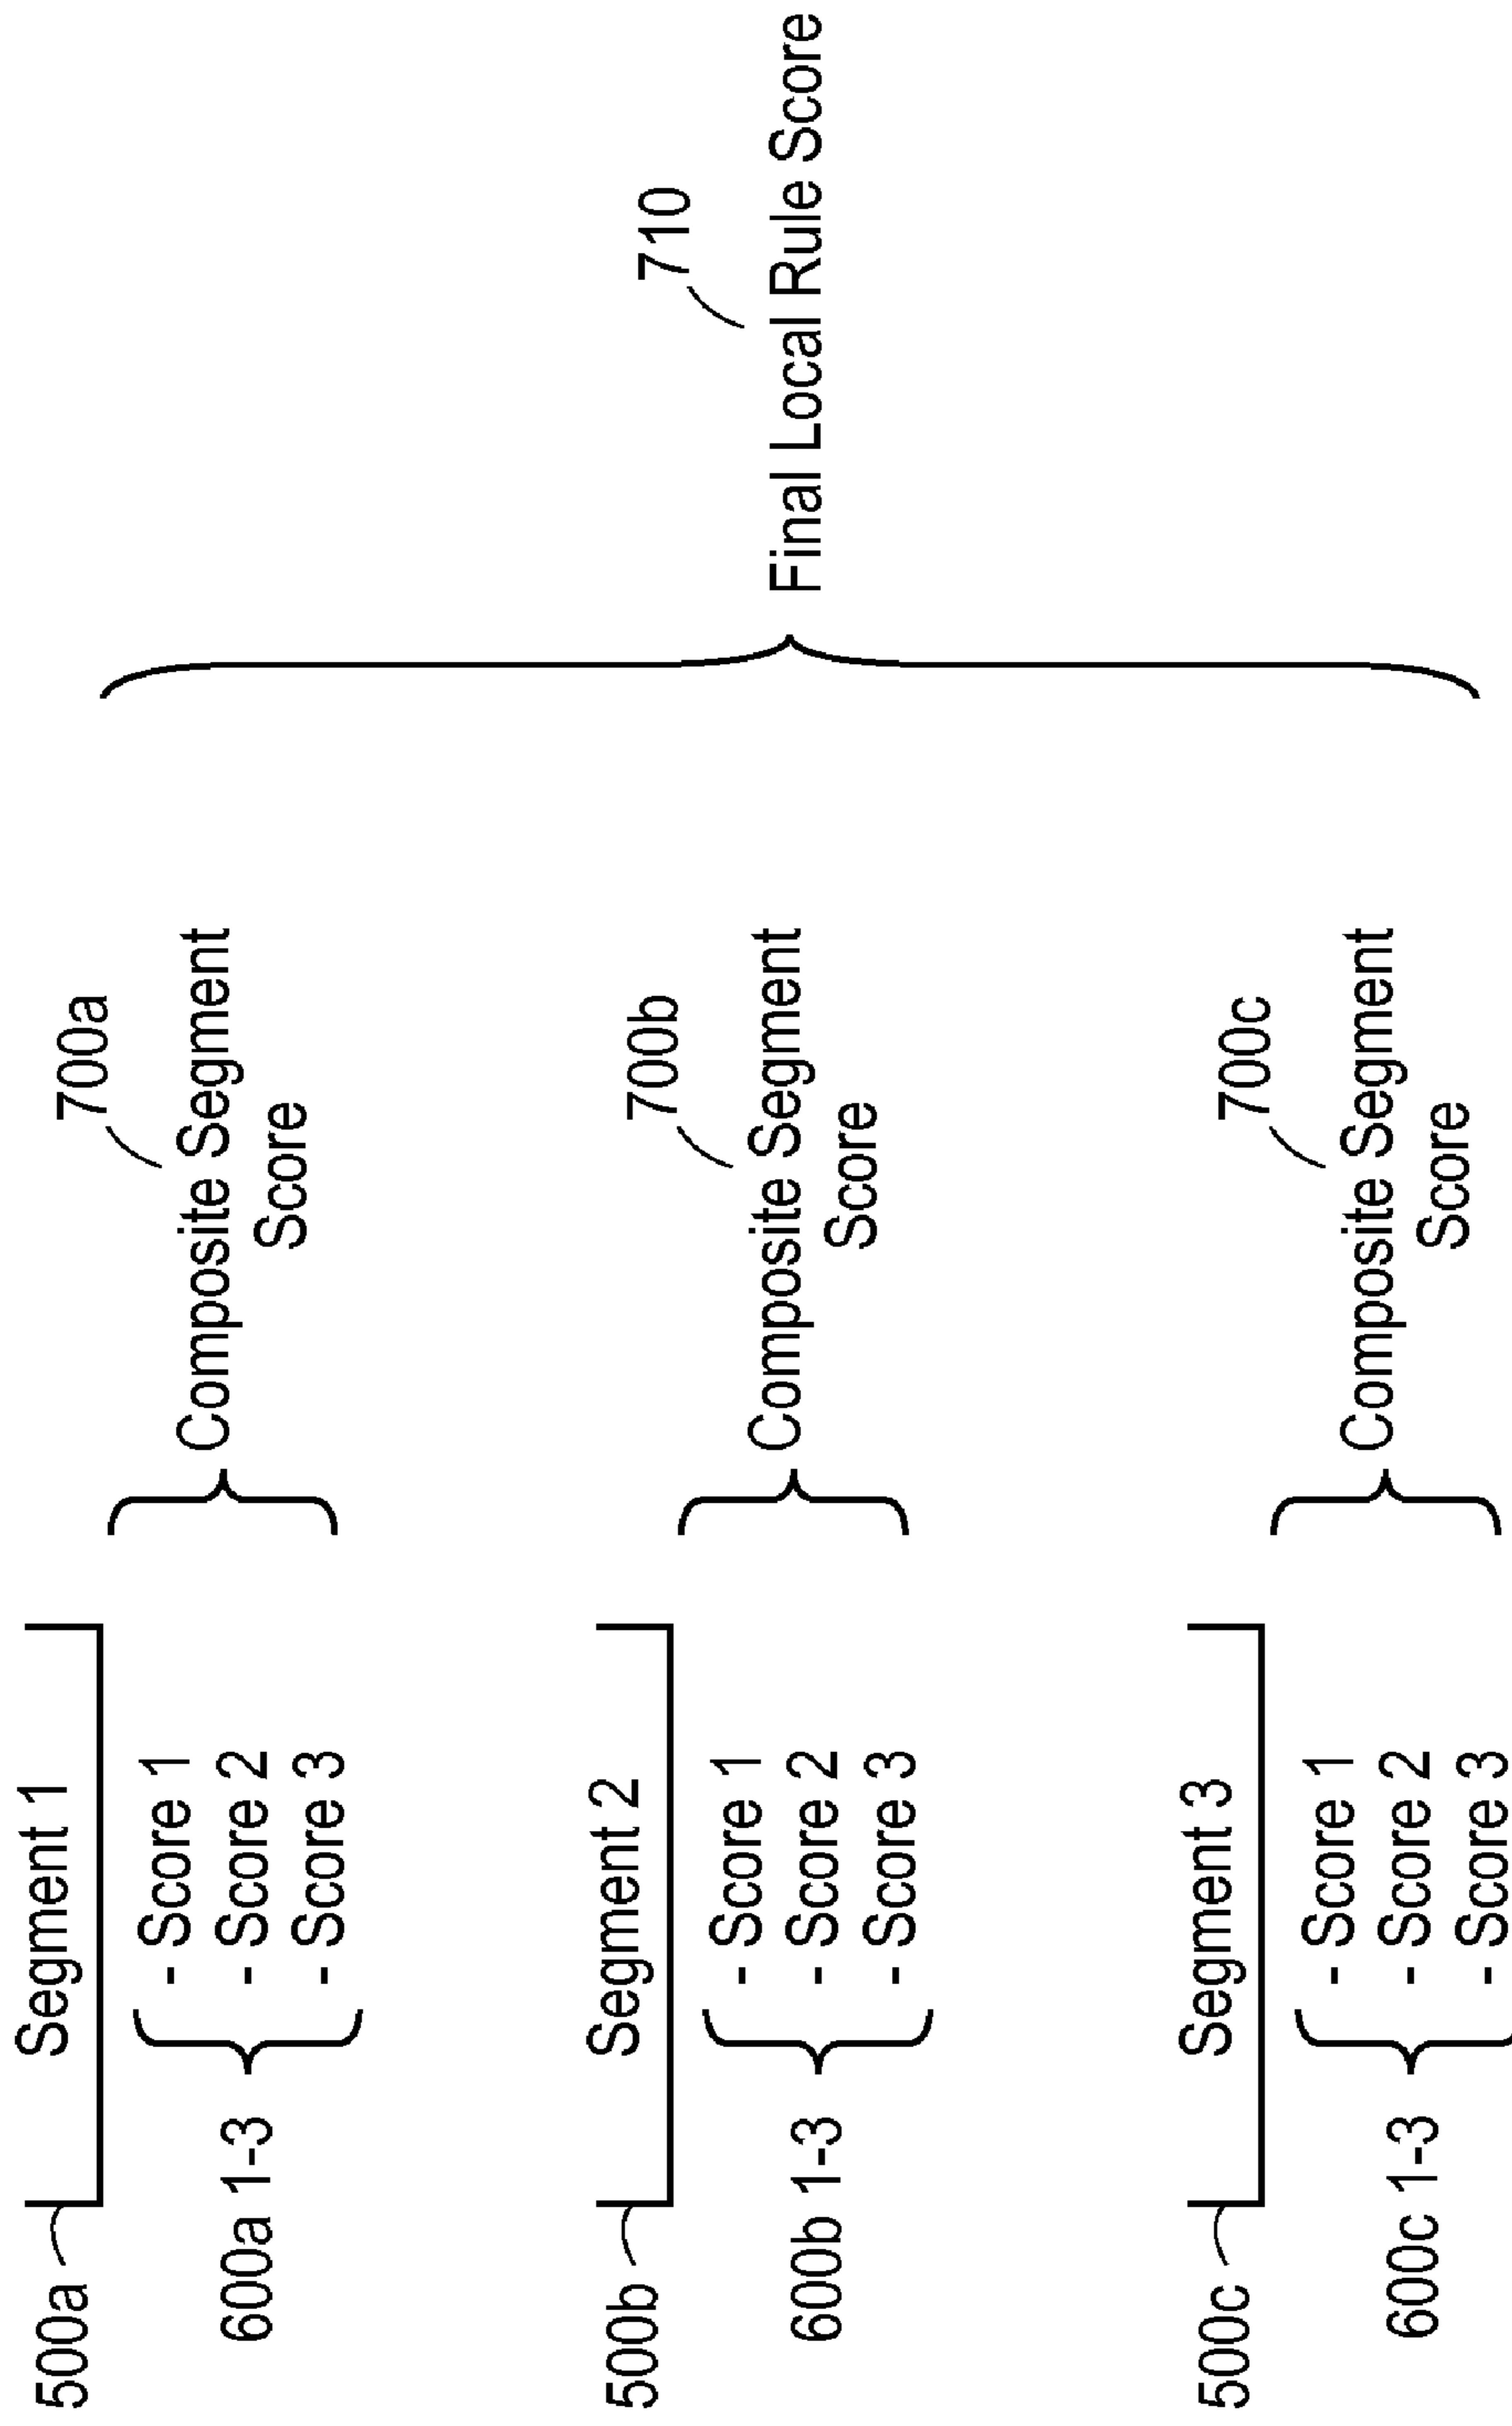 500a
Segment 1
600a 1-3
- Score 1
- Score 2
- Score 3
700a
Composite Segment
Score
500b
Segment 2
600b 1-3
- Score 1
- Score 2
- Score 3
700b
Composite Segment
Score
500c
Segment 3
600c 1-3
- Score 1
- Score 2
- Score 3
700c
Composite Segment
Score
710
Final Local Rule Score